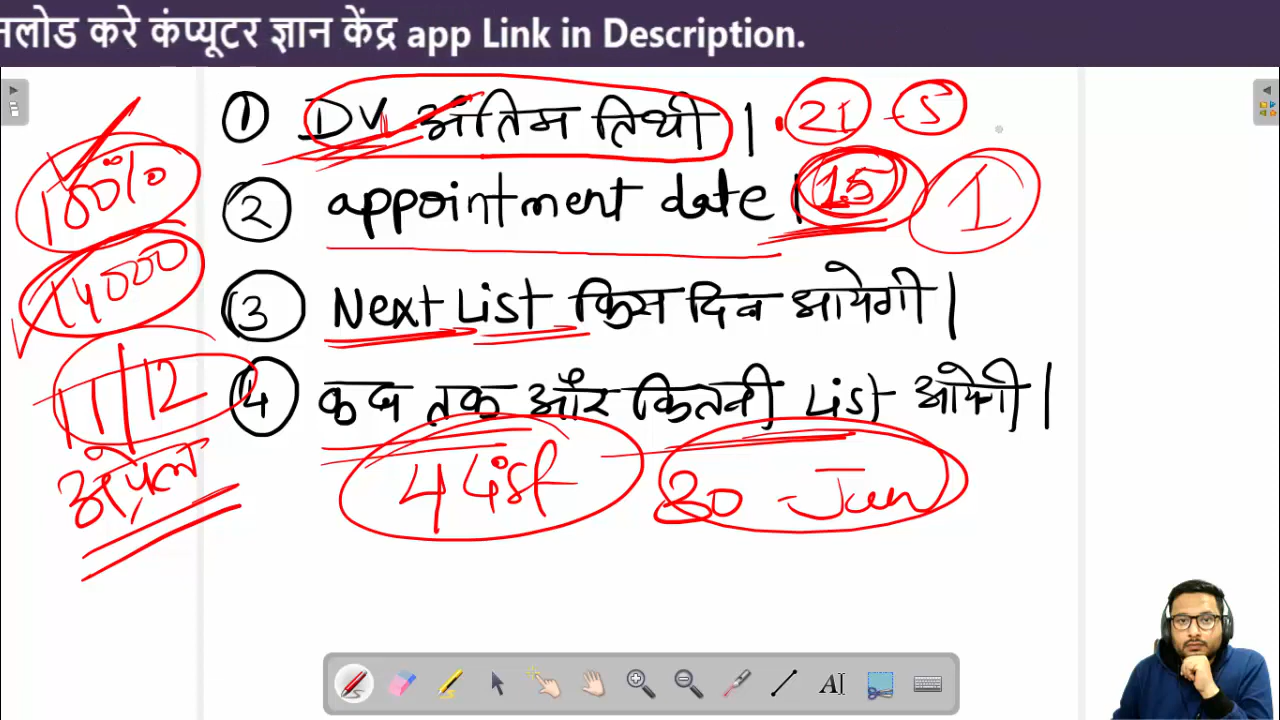 नलोड करे कंप्यूटर ज्ञान केंद्र app Link in Description.
① DV अंतिम तिथी | 21 - 5
② appointment date | 15 1
③ Next List किस दिन आयेगी |
④ कब तक और कितनी List आयेगी |
4 List 30 - Jun
100%
14000
11/12
अप्रैल
AI